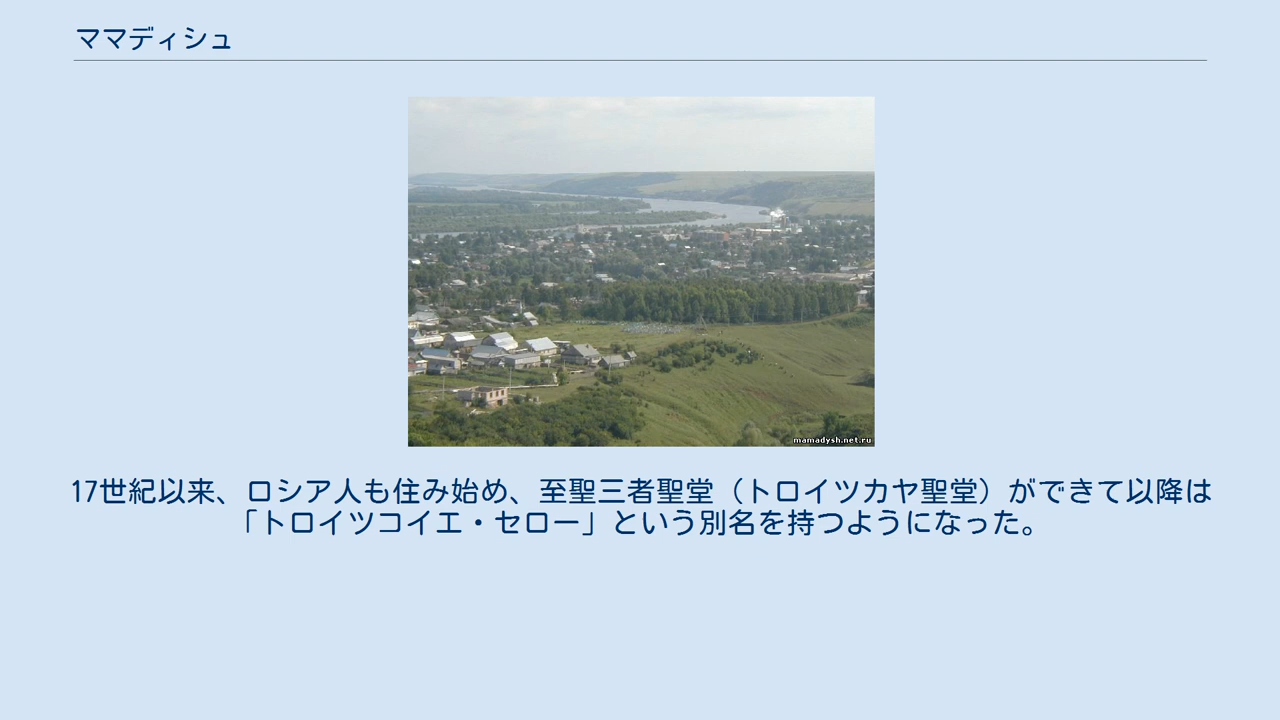 ママディシュ
mamadysh.net.ru
17世紀以来、ロシア人も住み始め、至聖三者聖堂（トロイツカヤ聖堂）ができて以降は
「トロイツコイエ・セロー」という別名を持つようになった。